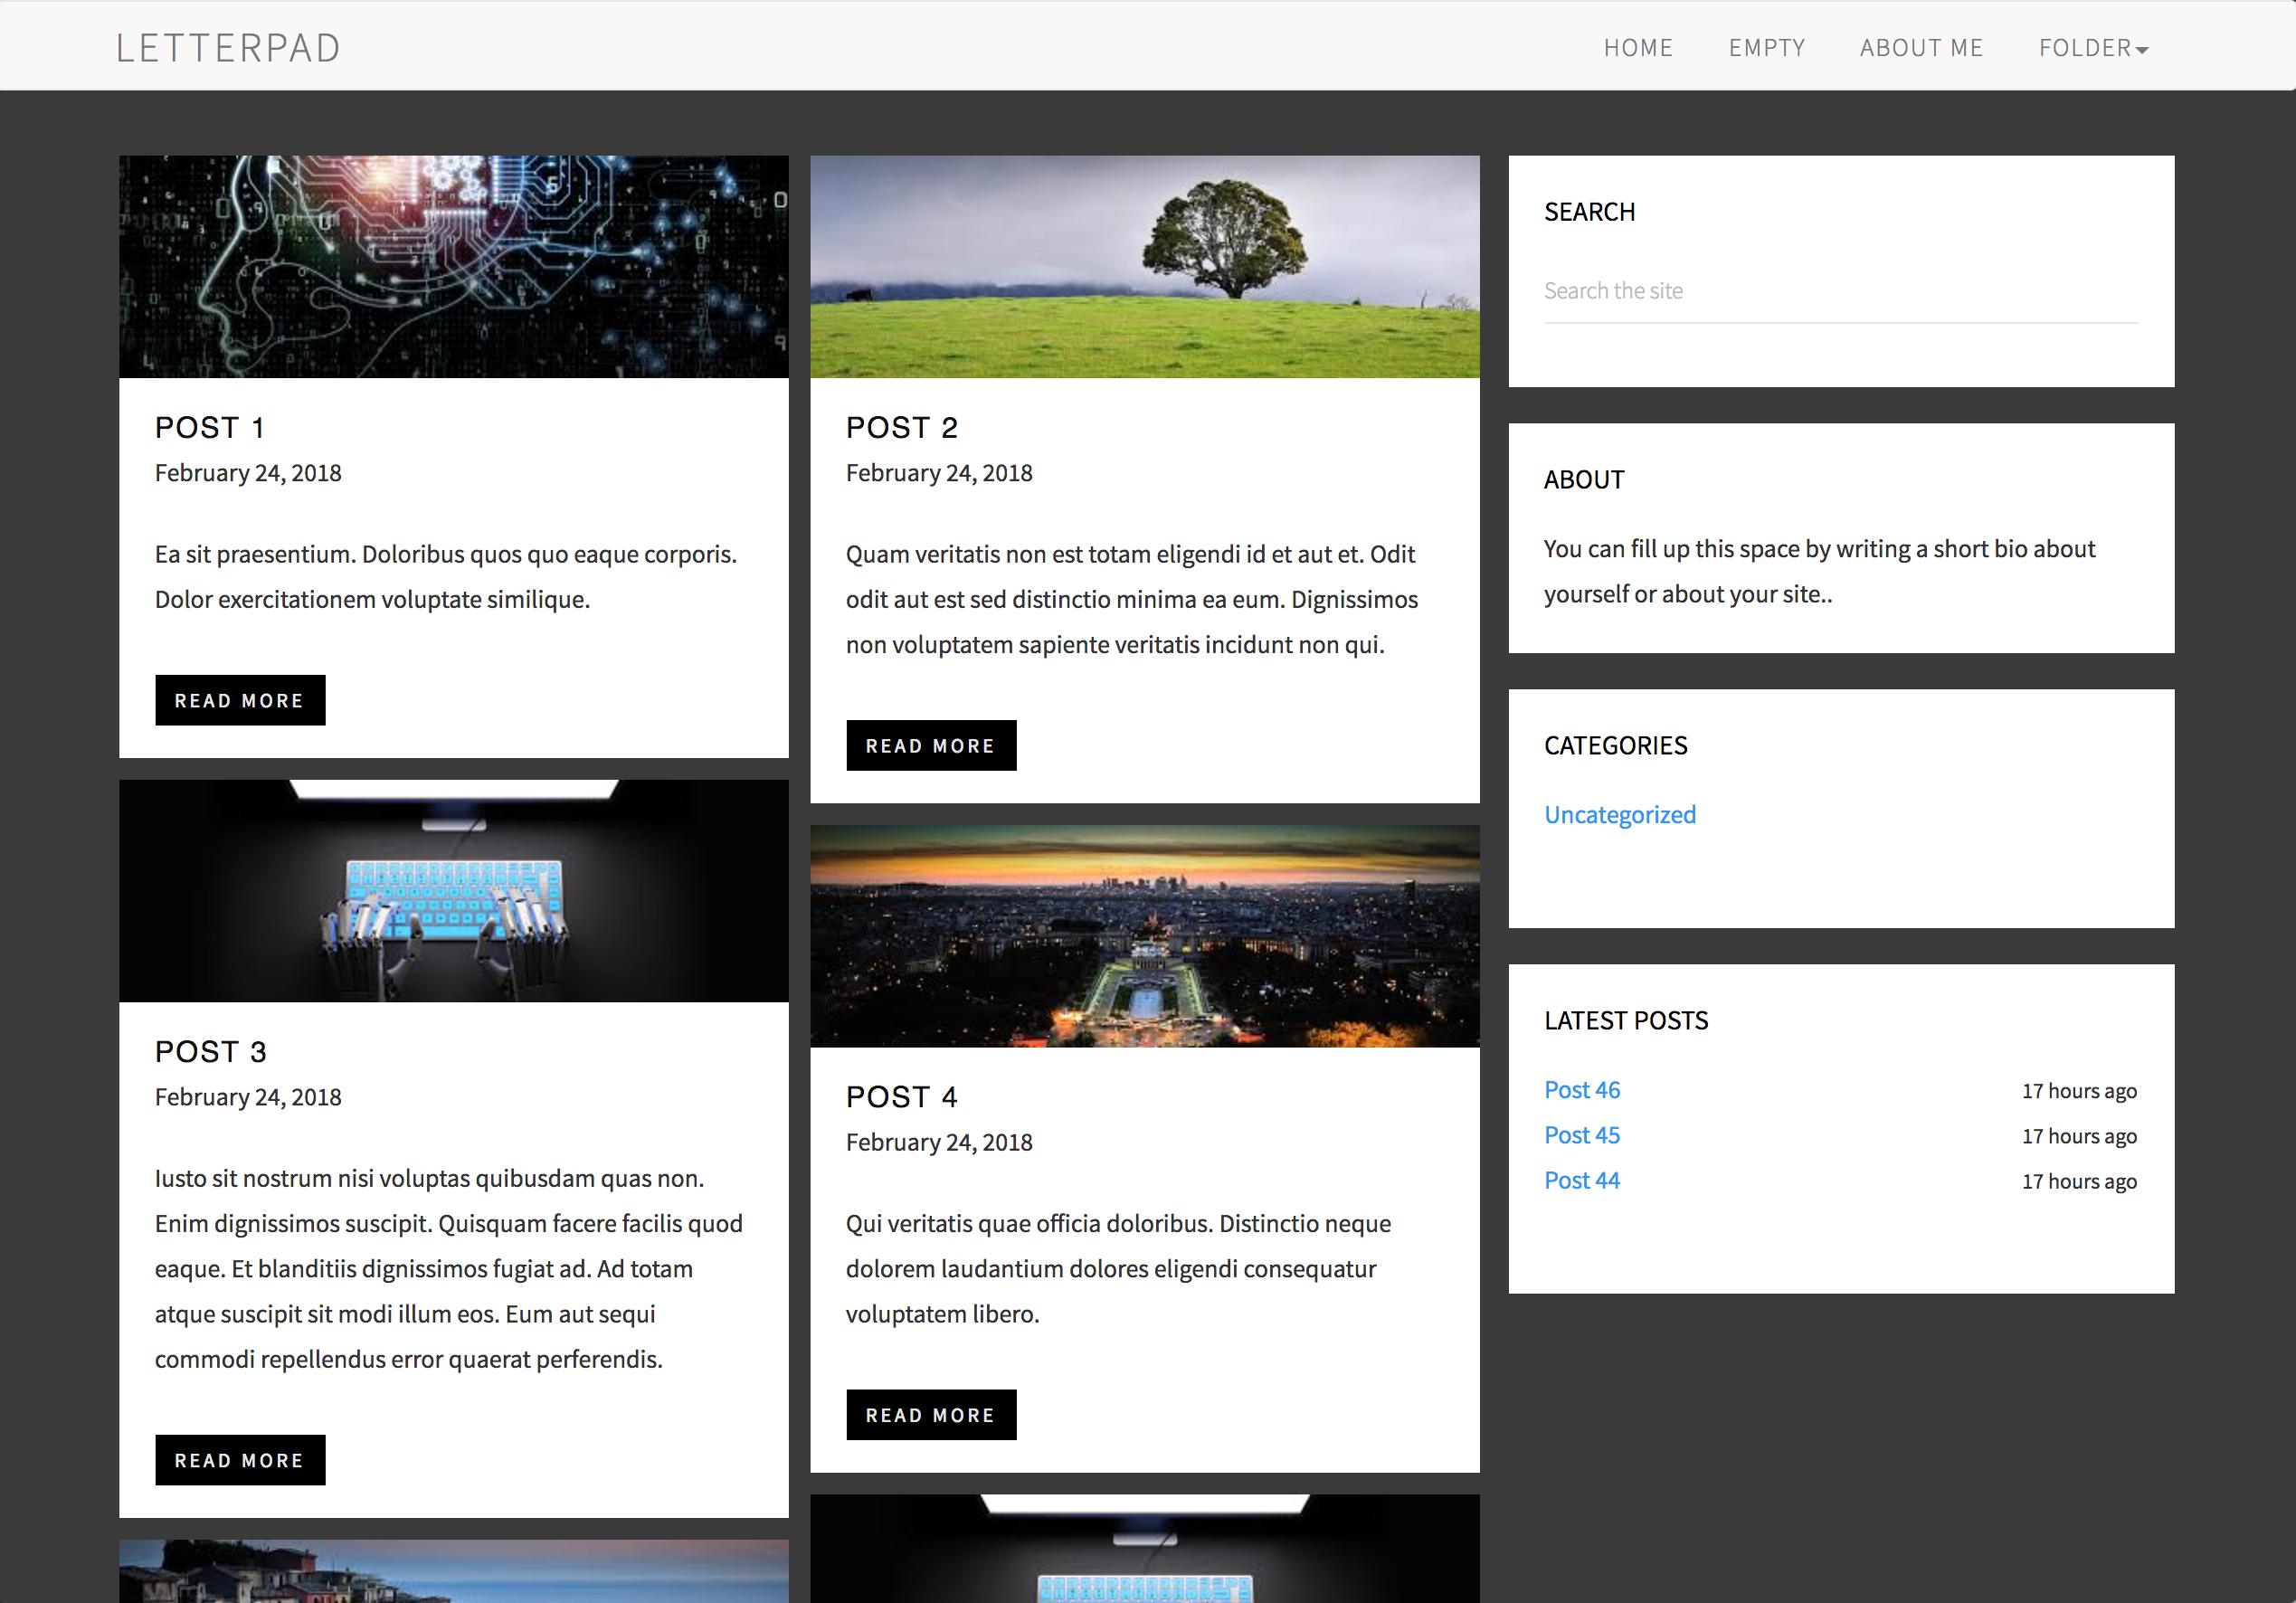 LETTERPAD
HOME
EMPTY
ABOUT ME
FOLDER
POST 1
February 24, 2018
Ea sit praesentium. Doloribus quos quo eaque corporis.
Dolor exercitationem voluptate similique.
READ MORE
POST 2
February 24, 2018
Quam veritatis non est totam eligendi id et aut et. Odit
odit aut est sed distinctio minima ea eum. Dignissimos
non voluptatem sapiente veritatis incidunt non qui.
READ MORE
POST 3
February 24, 2018
Iusto sit nostrum nisi voluptas quibusdam quas non.
Enim dignissimos suscipit. Quisquam facere facilis quod
eaque. Et blanditiis dignissimos fugiat ad. Ad totam
atque suscipit sit modi illum eos. Eum aut sequi
commodi repellendus error quaerat perferendis.
READ MORE
POST 4
February 24, 2018
Qui veritatis quae officia doloribus. Distinctio neque
dolorem laudantium dolores eligendi consequatur
voluptatem libero.
READ MORE
SEARCH
Search the site
ABOUT
You can fill up this space by writing a short bio about
yourself or about your site..
CATEGORIES
Uncategorized
LATEST POSTS
Post 46 17 hours ago
Post 45 17 hours ago
Post 44 17 hours ago